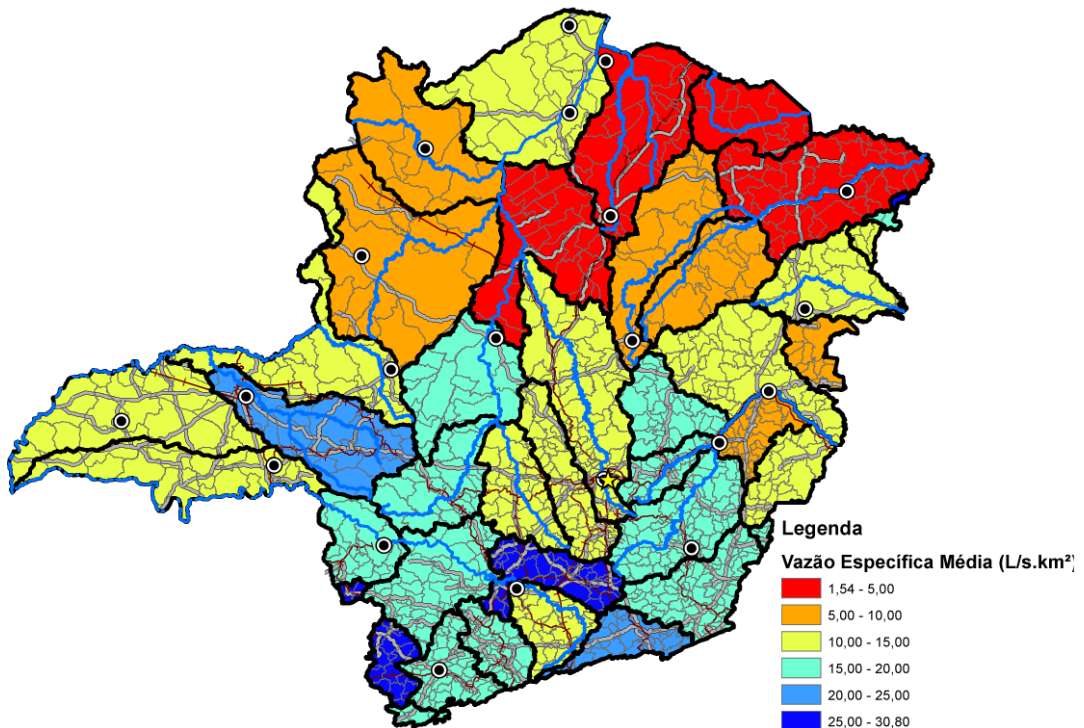 Legenda
Vazão Específica Média (L/s.km²)
1,54 - 5,00
5,00 - 10,00
10,00 - 15,00
15,00 - 20,00
20,00 - 25,00
25,00 - 30,80